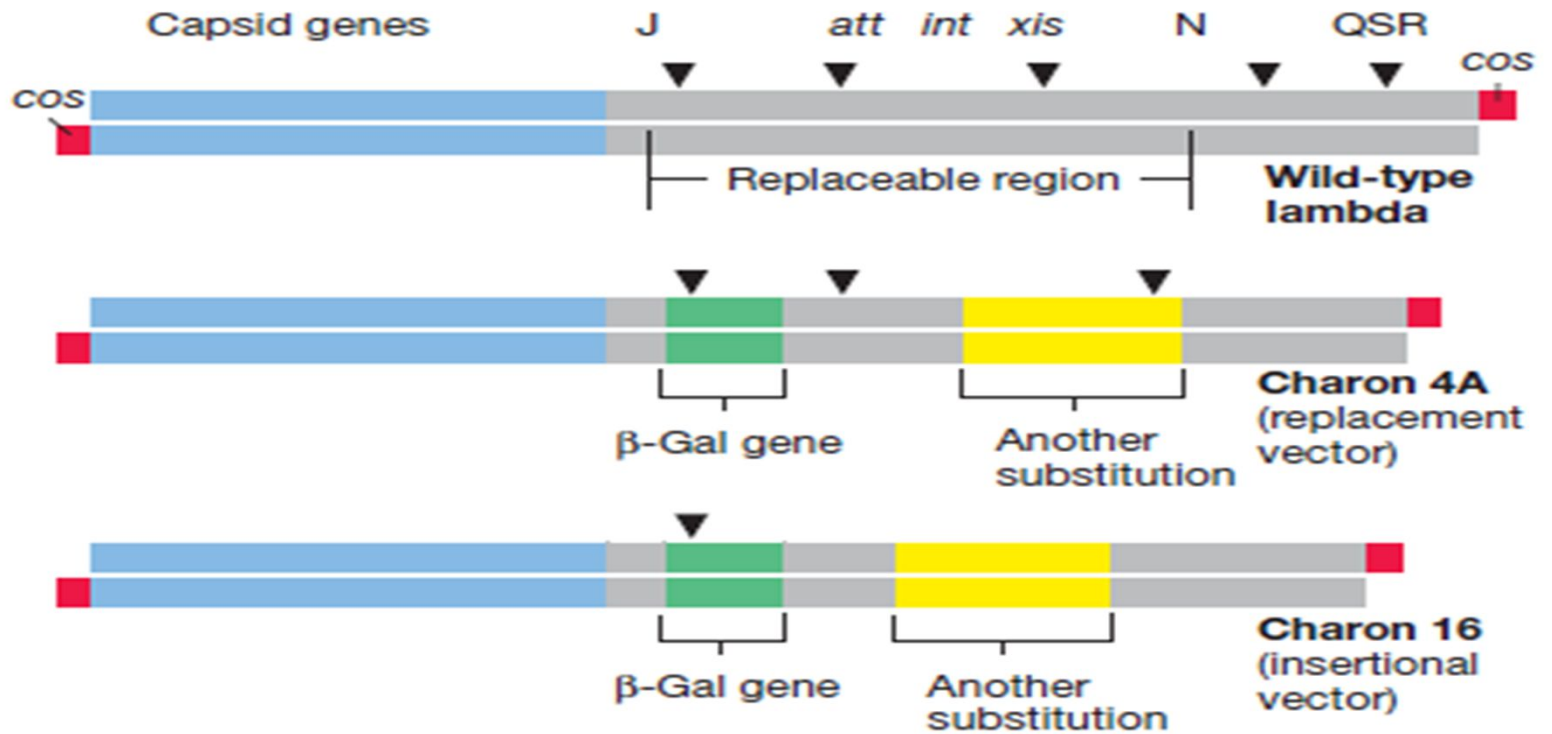 Capsid genes J att int xis N QSR
cos
cos
Replaceable region
Wild-type
lambda
Charon 4A
(replacement
vector)
β-Gal gene
Another
substitution
Charon 16
(insertional
vector)
β-Gal gene
Another
substitution